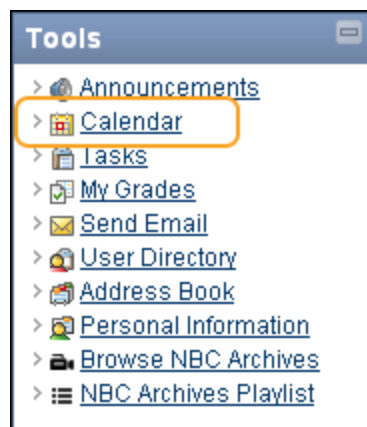 Tools
Announcements
Calendar
Tasks
My Grades
Send Email
User Directory
Address Book
Personal Information
Browse NBC Archives
NBC Archives Playlist